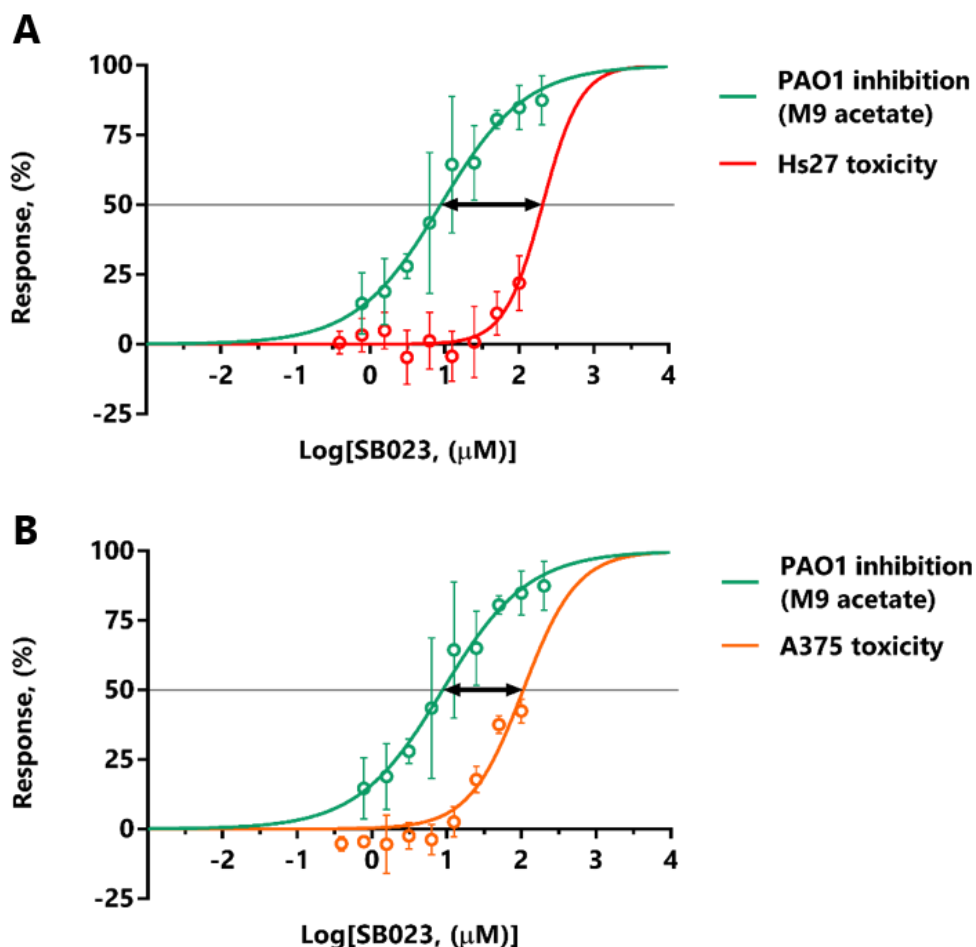 A
100
75
50
25
0
-25
Response, (%)
-2 -1 0 1 2 3 4
Log[SB023, (μM)]
PAO1 inhibition
(M9 acetate)
Hs27 toxicity
B
100
75
50
25
0
-25
Response, (%)
-2 -1 0 1 2 3 4
Log[SB023, (μM)]
PAO1 inhibition
(M9 acetate)
A375 toxicity